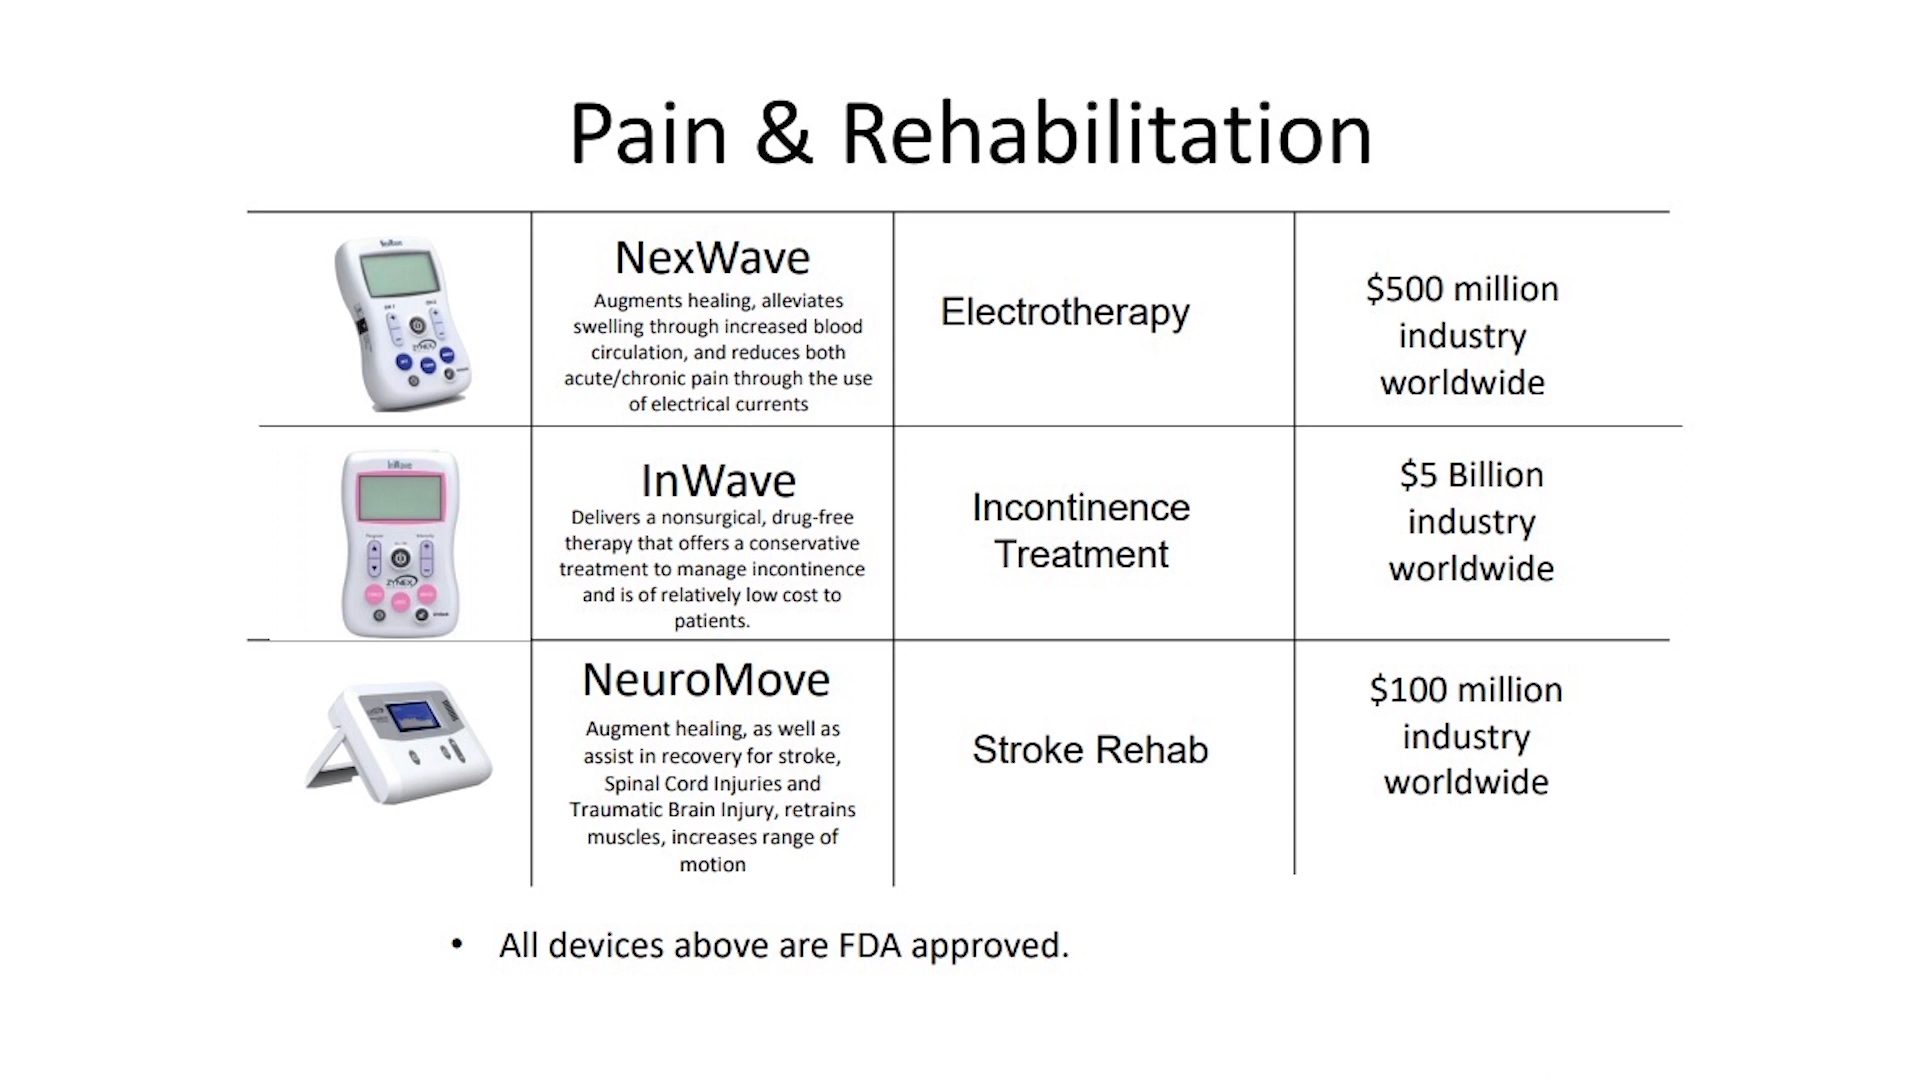 Pain & Rehabilitation
NexWave
Augments healing, alleviates
swelling through increased blood
circulation, and reduces both
acute/chronic pain through the use
of electrical currents
Electrotherapy
$500 million
industry
worldwide
InWave
ZYNEX
InWave
Delivers a nonsurgical, drug-free
therapy that offers a conservative
treatment to manage incontinence
and is of relatively low cost to
patients.
Incontinence
Treatment
$5 Billion
industry
worldwide
NeuroMove
Augment healing, as well as
assist in recovery for stroke,
Spinal Cord Injuries and
Traumatic Brain Injury, retrains
muscles, increases range of
motion
Stroke Rehab
$100 million
industry
worldwide
• All devices above are FDA approved.